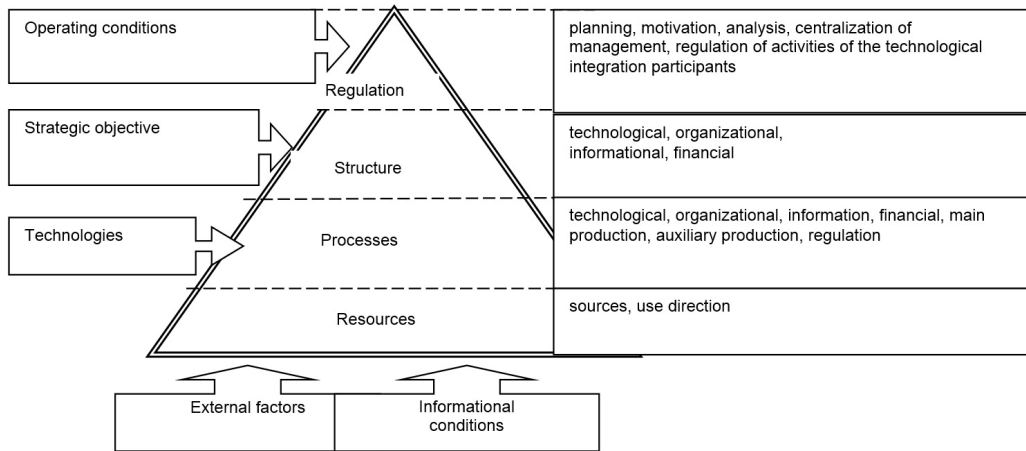 Operating conditions
planning, motivation, analysis, centralization of
management, regulation of activities of the technological
integration participants
Regulation
Strategic objective
technological, organizational,
informational, financial
Structure
Technologies
Processes
technological, organizational, information, financial, main
production, auxiliary production, regulation
Resources
sources, use direction
External factors
Informational
conditions